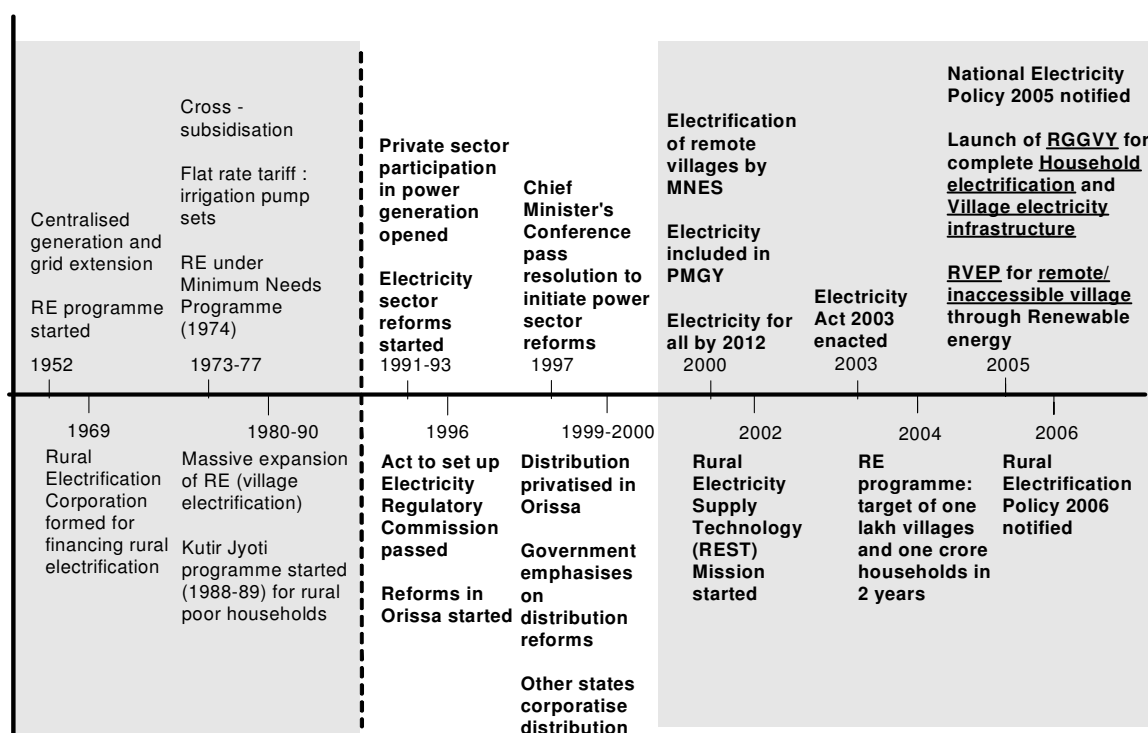 Cross -
subsidisation
Flat rate tariff :
irrigation pump
sets
RE under
Minimum Needs
Programme
(1974)
1973-77
Centralised
generation and
grid extension
RE programme
started
1952
Private sector
participation
in power
generation
opened
Electricity
sector
reforms
started
1991-93
Chief
Minister's
Conference
pass
resolution to
initiate power
sector
reforms
1997
Electrification
of remote
villages by
MNES
Electricity
included in
PMGY
Electricity for
all by 2012
2000
Electricity
Act 2003
enacted
2003
National Electricity
Policy 2005 notified
Launch of RGGVY for
complete Household
electrification and
Village electricity
infrastructure
RVEP for remote/
inaccessible village
through Renewable
energy
2005
1969
Rural
Electrification
Corporation
formed for
financing rural
electrification
1980-90
Massive expansion
of RE (village
electrification)
Kutir Jyoti
programme started
(1988-89) for rural
poor households
1996
Act to set up
Electricity
Regulatory
Commission
passed
Reforms in
Orissa started
1999-2000
Distribution
privatised in
Orissa
Government
emphasises
on
distribution
reforms
Other states
corporatise
distribution
2002
Rural
Electricity
Supply
Technology
(REST)
Mission
started
2004
RE
programme:
target of one
lakh villages
and one crore
households in
2 years
2006
Rural
Electrification
Policy 2006
notified